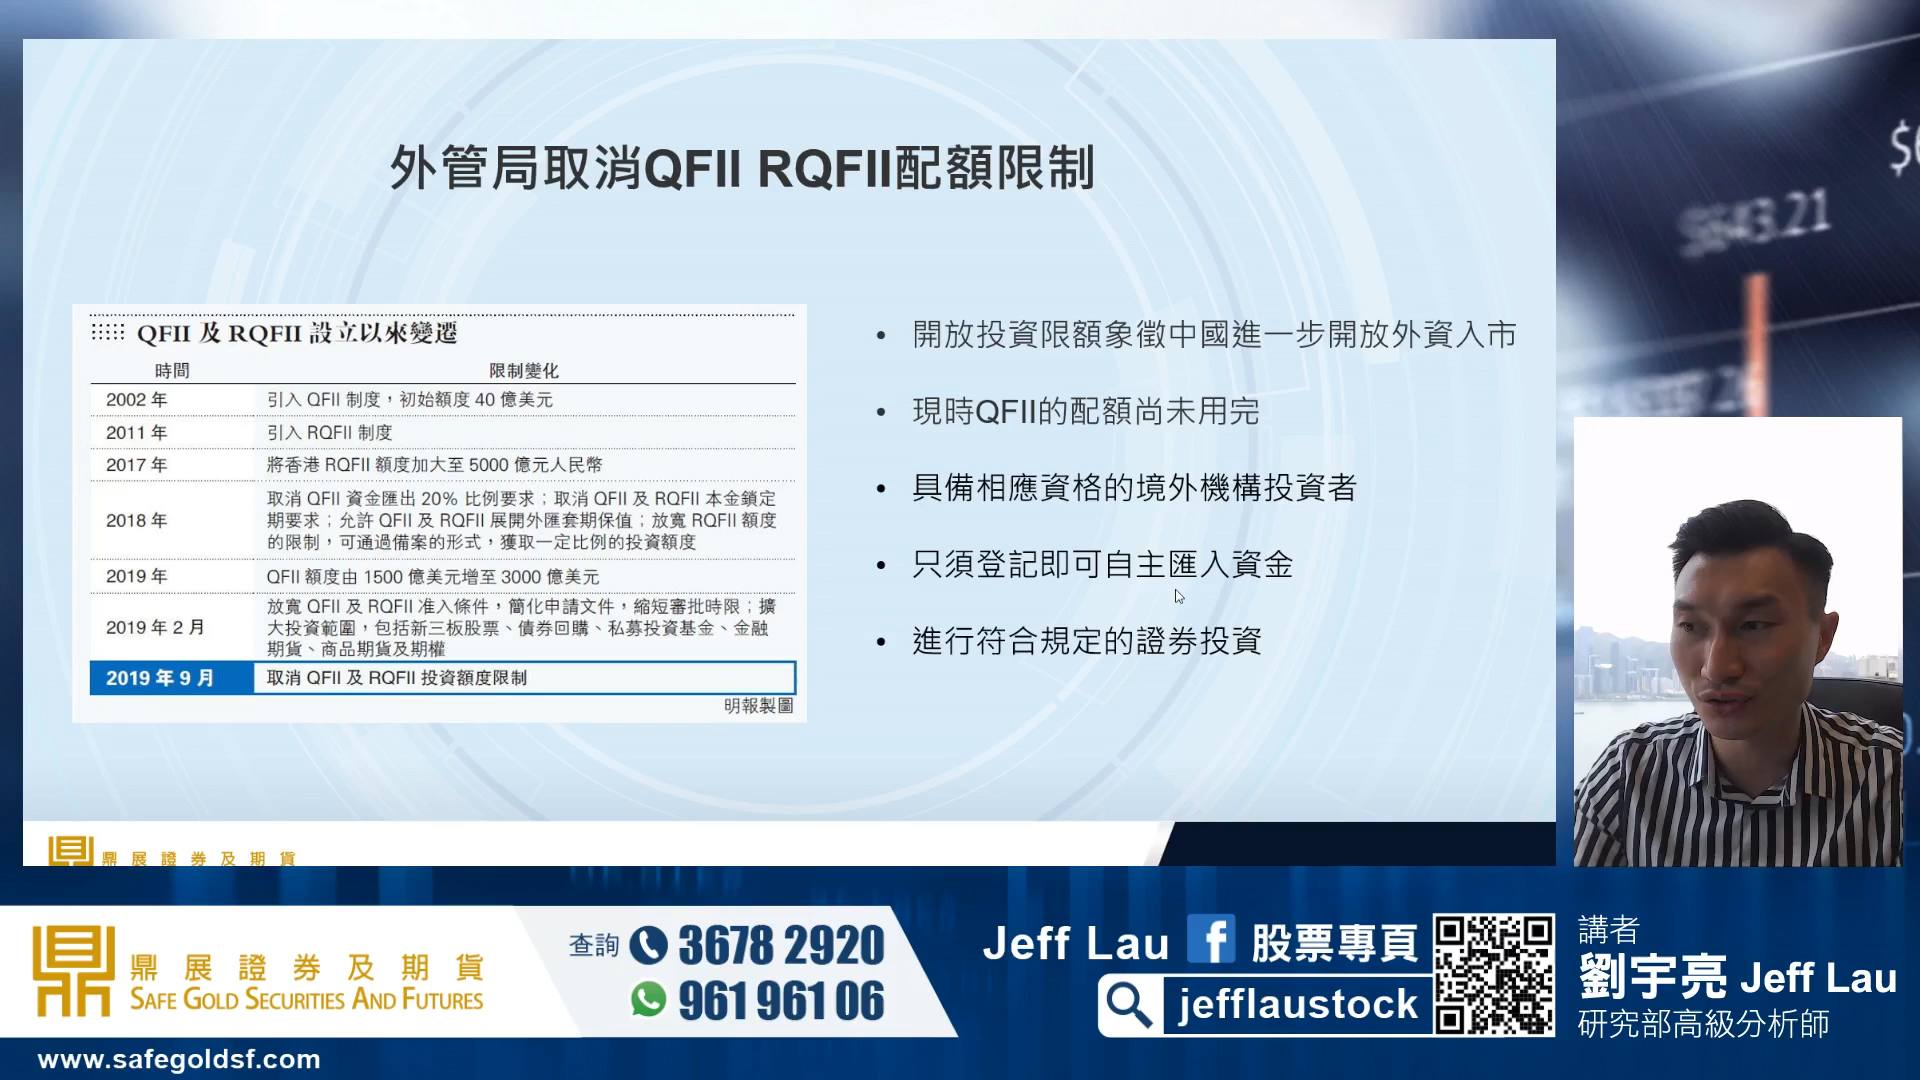 外管局取消QFII RQFII配額限制
QFII 及 RQFII 設立以來變遷
時間 限制變化
2002 年 引入 QFII 制度，初始額度 40 億美元
2011 年 引入 RQFII 制度
2017 年 將香港 RQFII 額度加大至 5000 億元人民幣
2018 年 取消 QFII 資金匯出 20% 比例要求；取消 QFII 及 RQFII 本金鎖定
期要求；允許 QFII 及 RQFII 展開外匯套期保值；放寬 RQFII 額度
的限制，可通過備案的形式，獲取一定比例的投資額度
2019 年 QFII 額度由 1500 億美元增至 3000 億美元
2019 年 2 月 放寬 QFII 及 RQFII 准入條件，簡化申請文件，縮短審批時限；擴
大投資範圍，包括新三板股票、債券回購、私募投資基金、金融
期貨、商品期貨及期權
2019 年 9 月 取消 QFII 及 RQFII 投資額度限制
明報製圖
• 開放投資限額象徵中國進一步開放外資入市
• 現時QFII的配額尚未用完
• 具備相應資格的境外機構投資者
• 只須登記即可自主匯入資金
• 進行符合規定的證券投資
$643.21
鼎展證券及期貨
鼎展證券及期貨
SAFE GOLD SECURITIES AND FUTURES
www.safegoldsf.com
查詢 3678 2920
961 961 06
Jeff Lau f 股票專頁
jefflaustock
講者
劉宇亮 Jeff Lau
研究部高級分析師